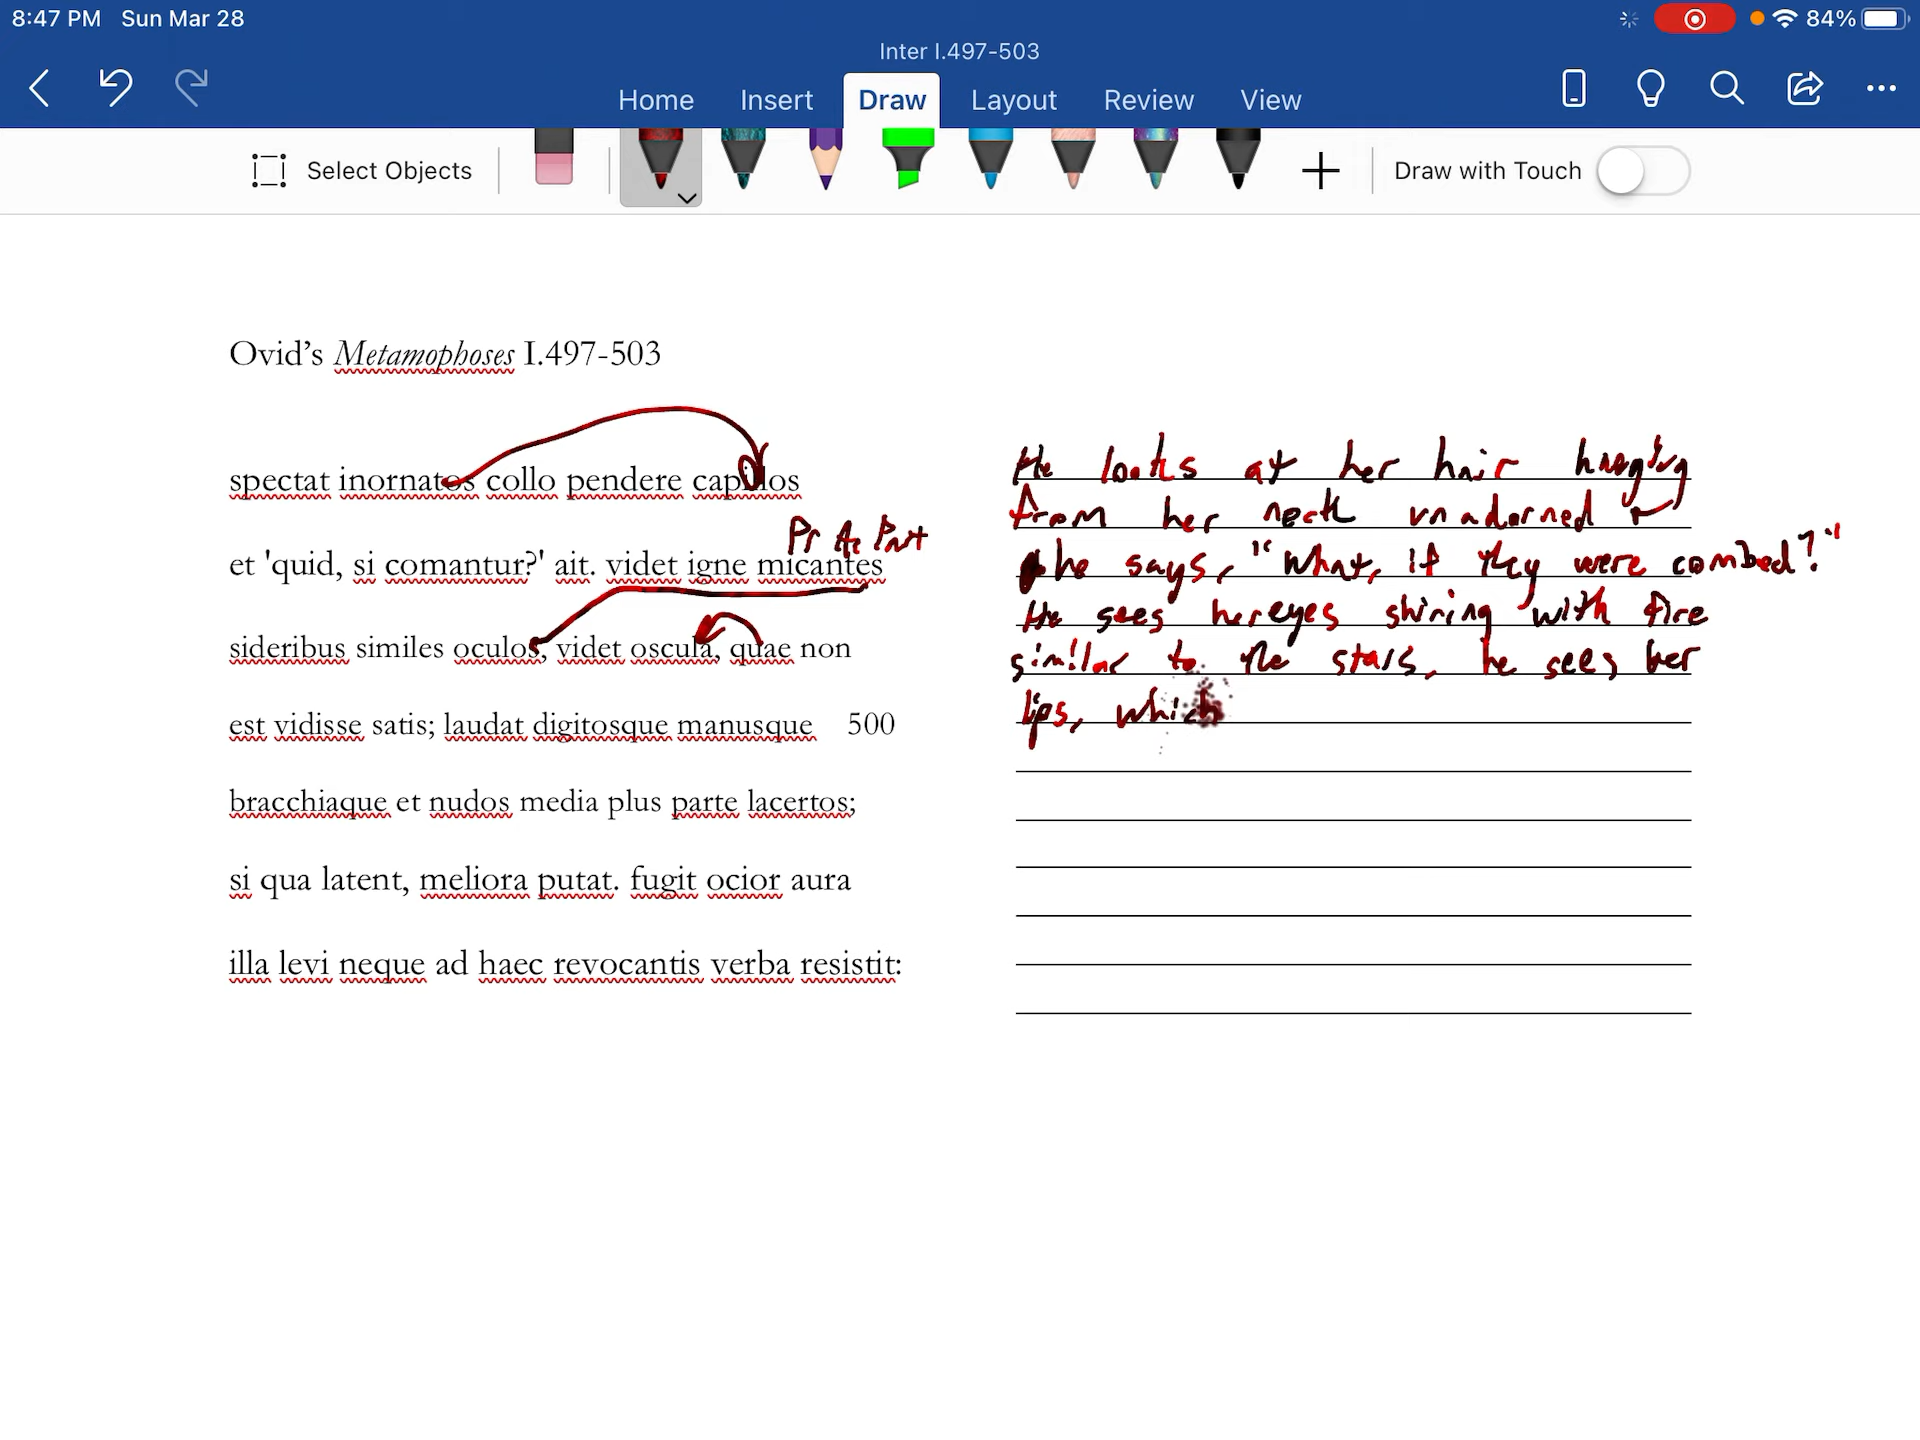 8:47 PM Sun Mar 28
84%
Inter I.497-503
Home Insert Draw Layout Review View
Select Objects
Draw with Touch
Ovid’s Metamophoses I.497-503
spectat inornatos collo pendere capillos
Pr Ac Part
et 'quid, si comantur?' ait. videt igne micantes
sideribus similes oculos, videt oscula, quae non
est vidisse satis; laudat digitosque manusque 500
bracchiaque et nudos media plus parte lacertos;
si qua latent, meliora putat. fugit ocior aura
illa levi neque ad haec revocantis verba resistit:
He looks at her hair hanging
from her neck unadorned
he says, "What, if they were combed?"
He sees her eyes shining with fire
similar to the stars, he sees her
lips, which